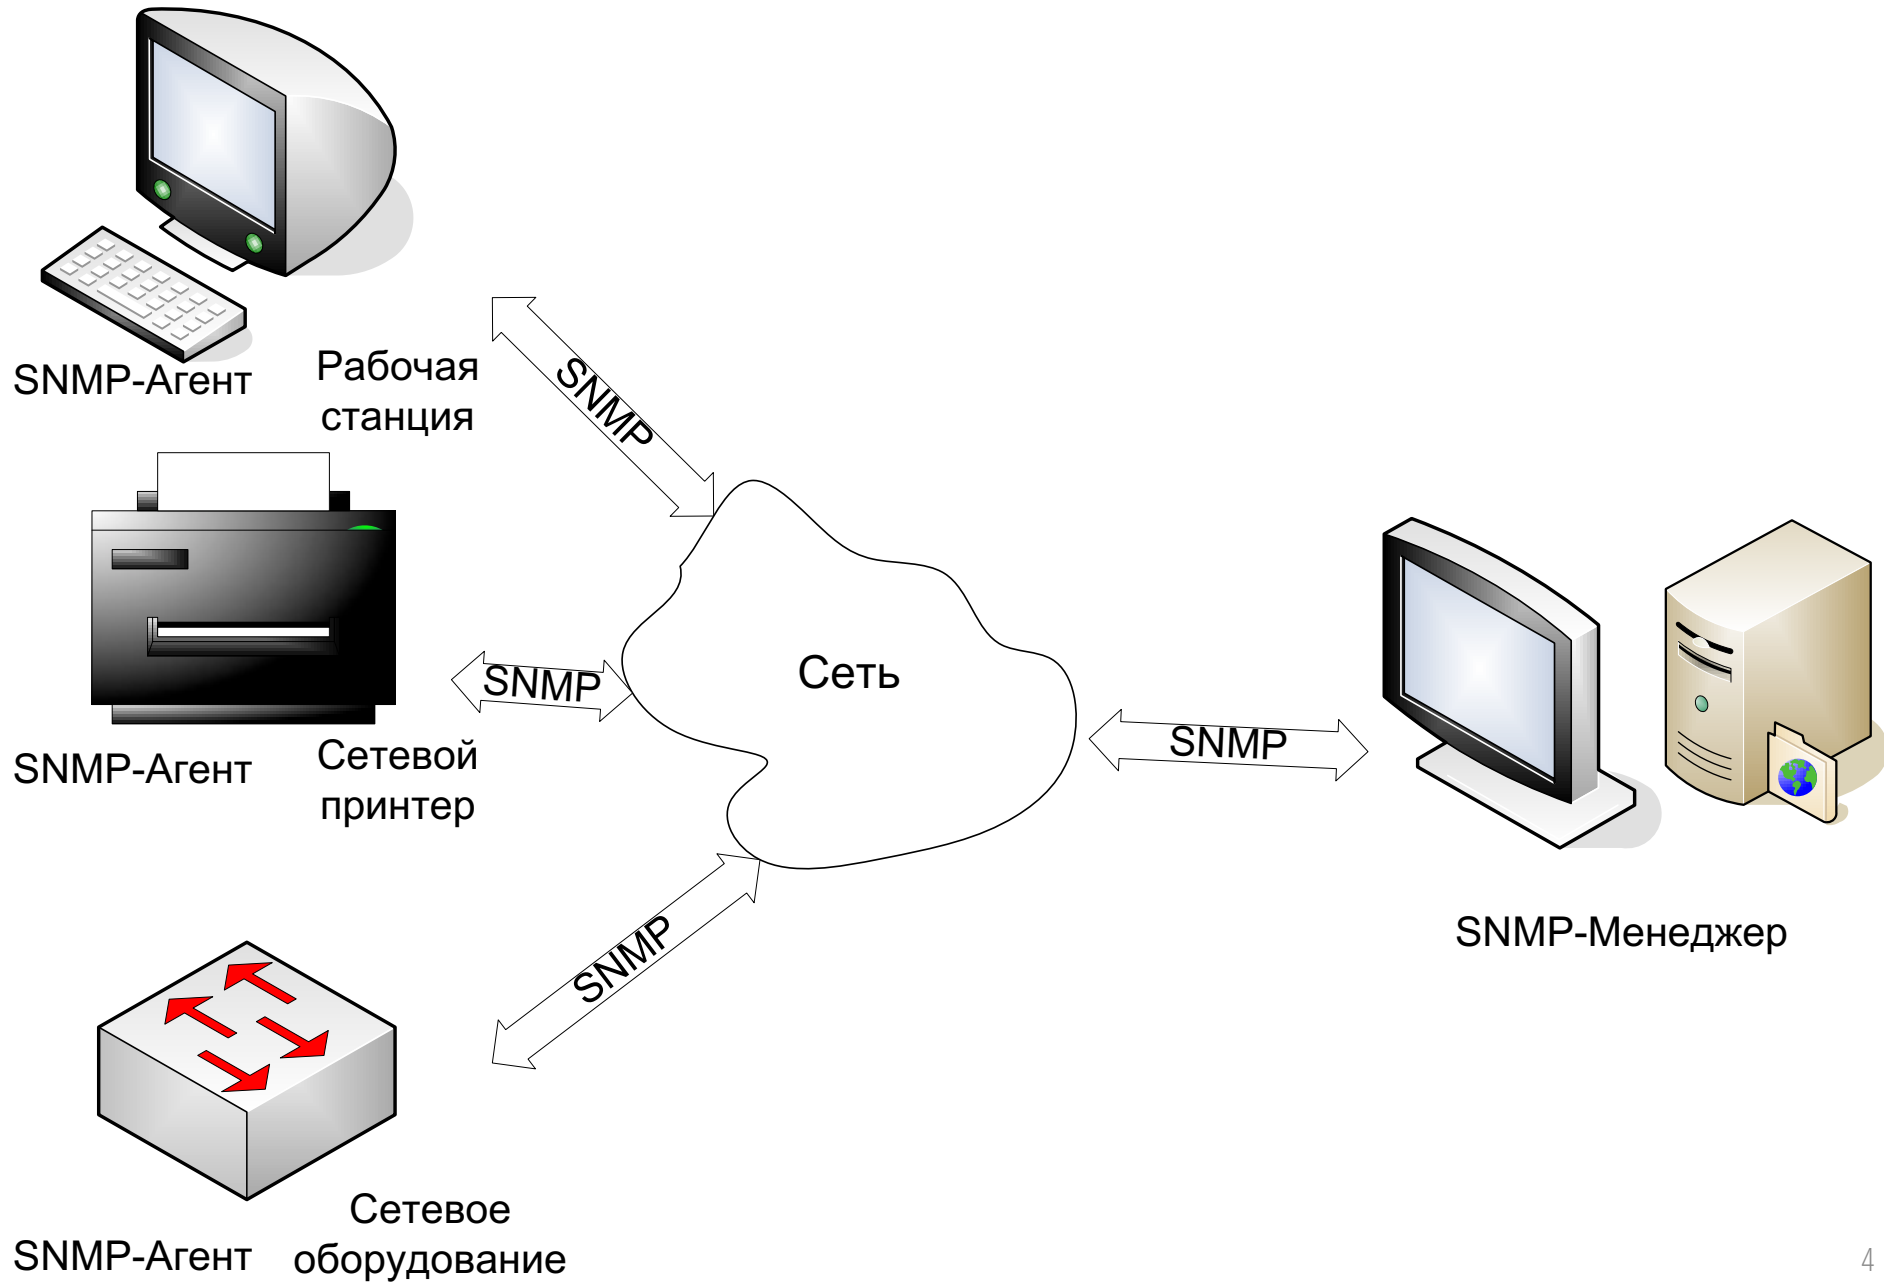 SNMP-Агент
Рабочая
станция
SNMP
SNMP-Агент
Сетевой
принтер
SNMP
Сеть
SNMP
SNMP-Менеджер
SNMP
SNMP-Агент
Сетевое
оборудование
4